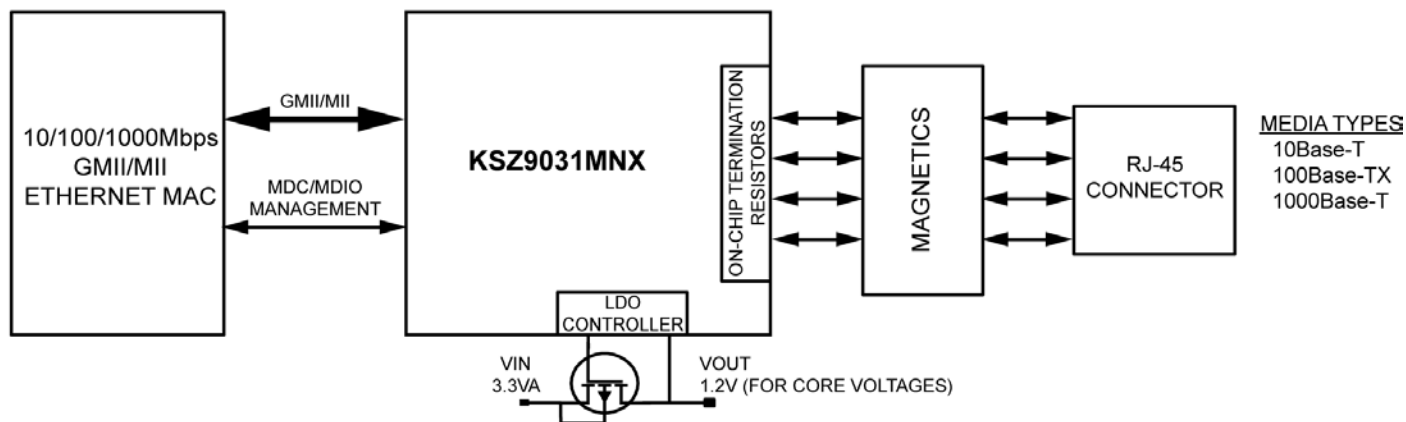 10/100/1000Mbps
GMII/MII
ETHERNET MAC
GMII/MII
MDC/MDIO
MANAGEMENT
KSZ9031MNX
ON-CHIP TERMINATION
RESISTORS
LDO
CONTROLLER
VIN
3.3VA
VOUT
1.2V (FOR CORE VOLTAGES)
MAGNETICS
RJ-45
CONNECTOR
MEDIA TYPES
10Base-T
100Base-TX
1000Base-T